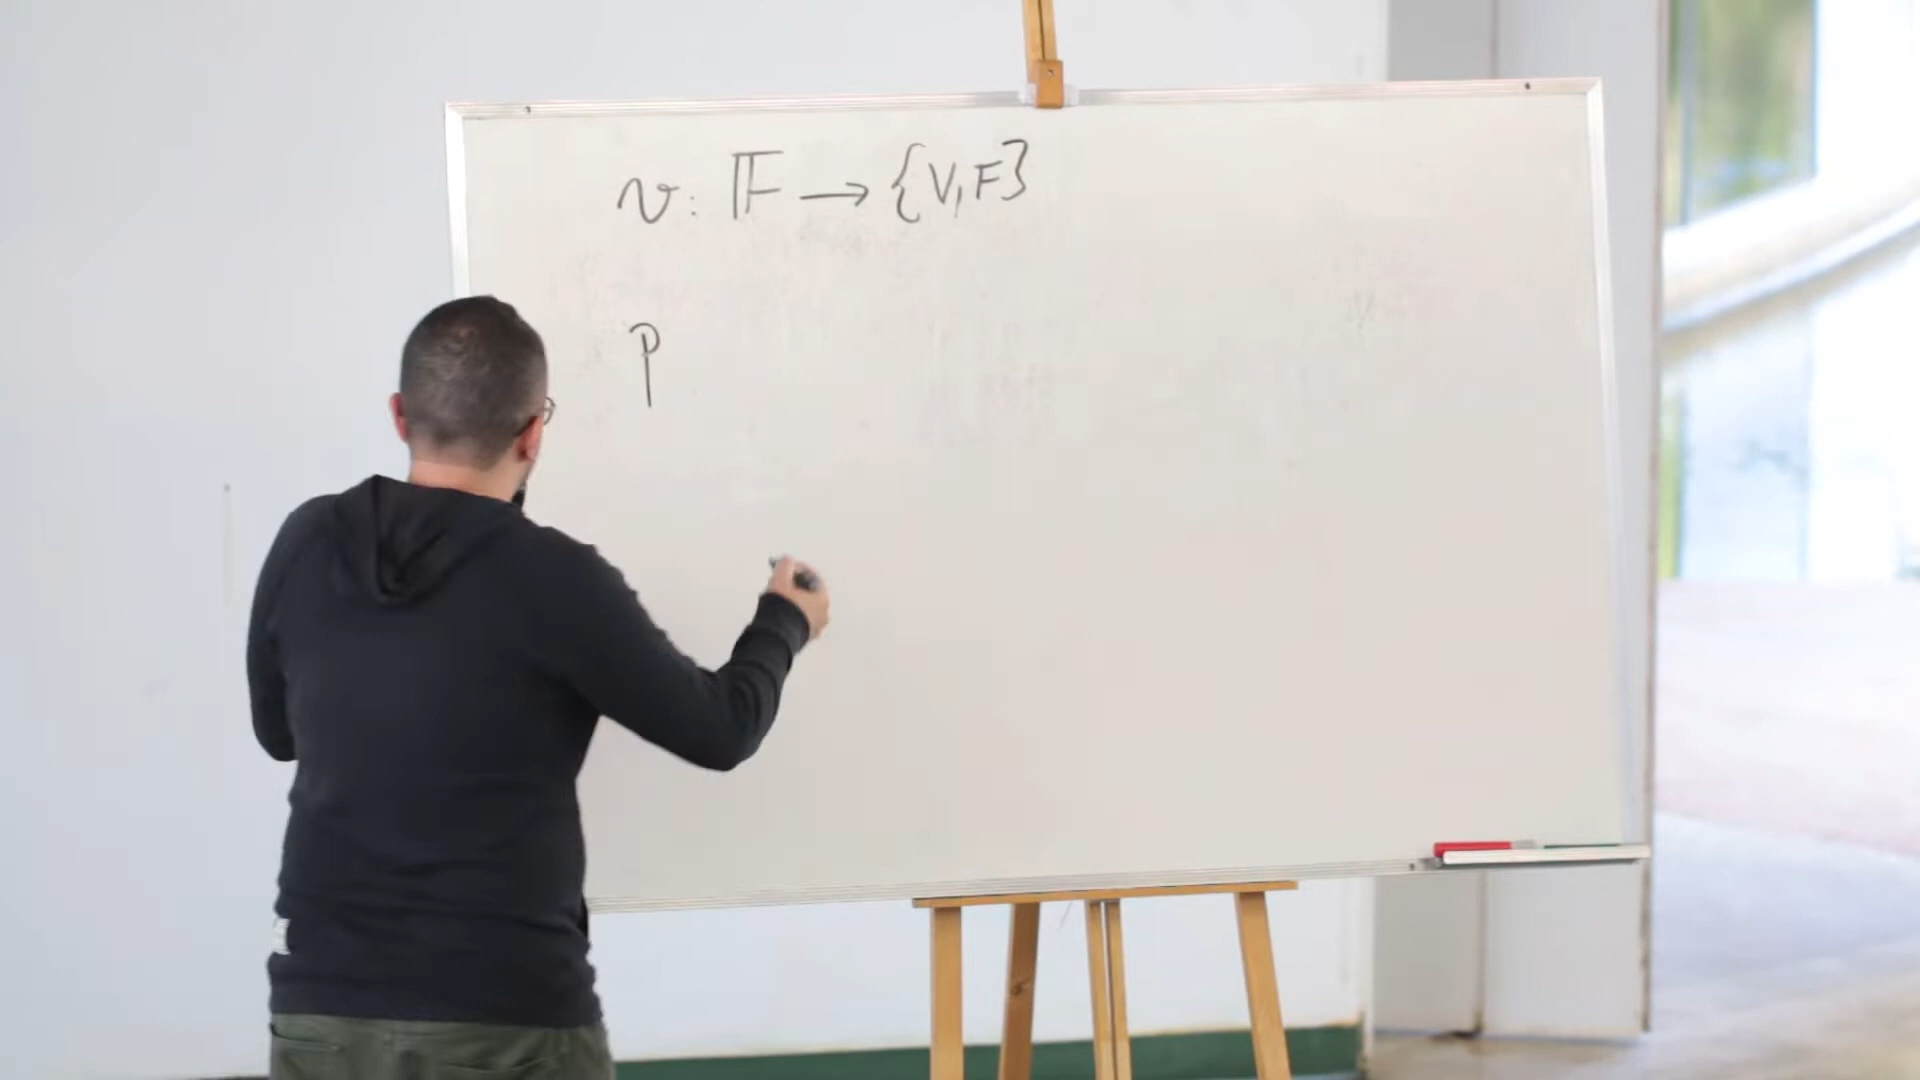 v: 𝔽 → {V, F}
p